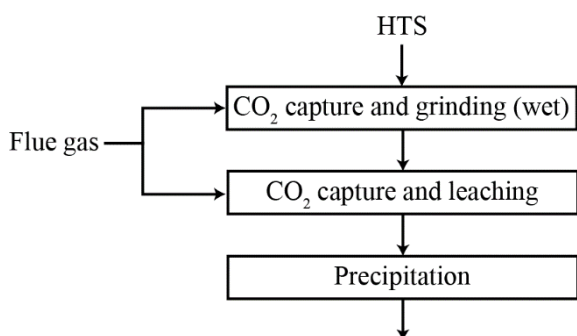 HTS
CO₂ capture and grinding (wet)
Flue gas
CO₂ capture and leaching
Precipitation